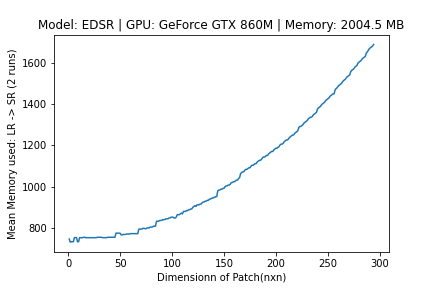 Model: EDSR | GPU: GeForce GTX 860M | Memory: 2004.5 MB
Mean Memory used: LR -> SR (2 runs)
1600
1400
1200
1000
800
0 50 100 150 200 250 300
Dimensionn of Patch(nxn)